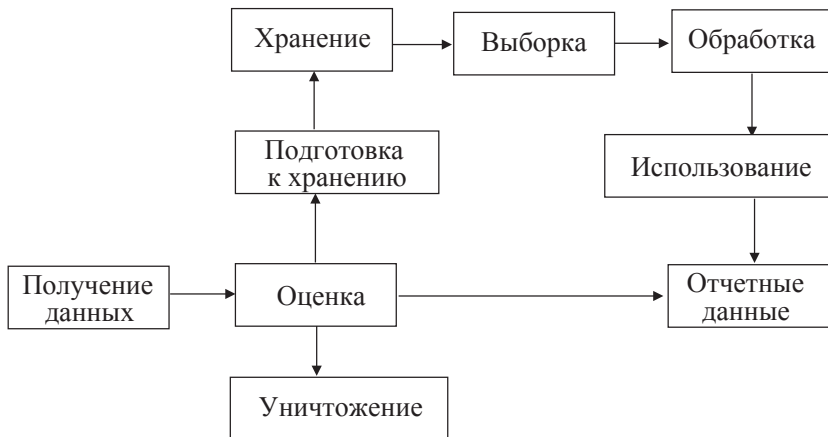 Хранение
Выборка
Обработка
Подготовка
к хранению
Использование
Получение
данных
Оценка
Отчетные
данные
Уничтожение